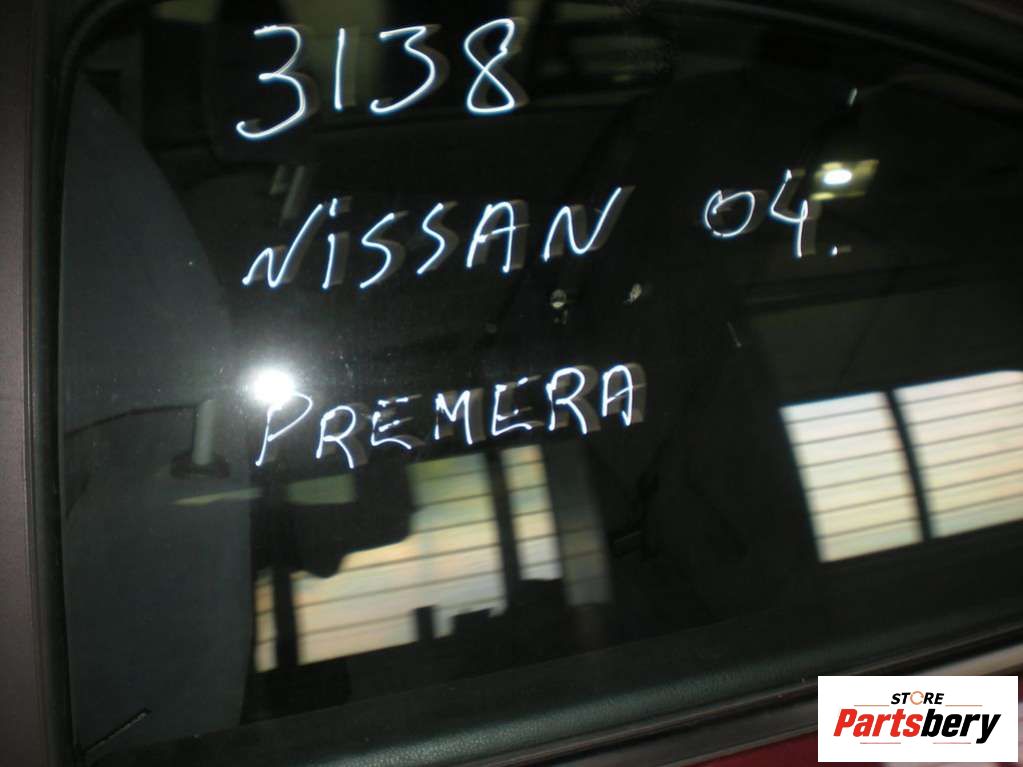 3138
NISSAN 04.
PREMERA
STORE
Partsbery